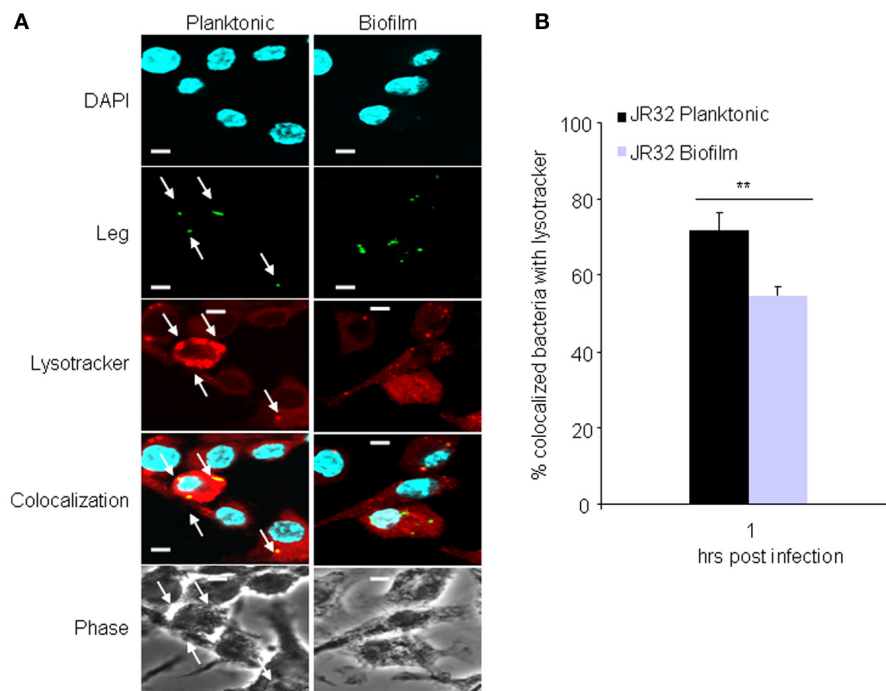 A
Planktonic
Biofilm
DAPI
Leg
Lysotracker
Colocalization
Phase
B
JR32 Planktonic
JR32 Biofilm
**
% colocalized bacteria with lysotracker
100
80
60
40
20
0
1
hrs post infection